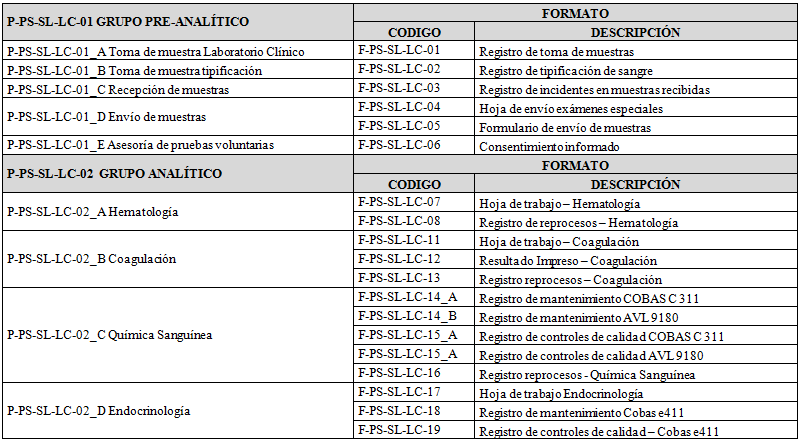 P-PS-SL-LC-01 GRUPO PRE-ANALÍTICO FORMATO
CODIGO DESCRIPCIÓN
P-PS-SL-LC-01_A Toma de muestra Laboratorio Clínico F-PS-SL-LC-01 Registro de toma de muestras
P-PS-SL-LC-01_B Toma de muestra tipificación F-PS-SL-LC-02 Registro de tipificación de sangre
P-PS-SL-LC-01_C Recepción de muestras F-PS-SL-LC-03 Registro de incidentes en muestras recibidas
P-PS-SL-LC-01_D Envío de muestras F-PS-SL-LC-04 Hoja de envío exámenes especiales
F-PS-SL-LC-05 Formulario de envío de muestras
P-PS-SL-LC-01_E Asesoría de pruebas voluntarias F-PS-SL-LC-06 Consentimiento informado
P-PS-SL-LC-02 GRUPO ANALÍTICO FORMATO
CODIGO DESCRIPCIÓN
P-PS-SL-LC-02_A Hematología F-PS-SL-LC-07 Hoja de trabajo – Hematología
F-PS-SL-LC-08 Registro de reprocesos – Hematología
P-PS-SL-LC-02_B Coagulación F-PS-SL-LC-11 Hoja de trabajo – Coagulación
F-PS-SL-LC-12 Resultado Impreso – Coagulación
F-PS-SL-LC-13 Registro reprocesos – Coagulación
P-PS-SL-LC-02_C Química Sanguínea F-PS-SL-LC-14_A Registro de mantenimiento COBAS C 311
F-PS-SL-LC-14_B Registro de mantenimiento AVL 9180
F-PS-SL-LC-15_A Registro de controles de calidad COBAS C 311
F-PS-SL-LC-15_A Registro de controles de calidad AVL 9180
F-PS-SL-LC-16 Registro reprocesos - Química Sanguínea
P-PS-SL-LC-02_D Endocrinología F-PS-SL-LC-17 Hoja de trabajo Endocrinología
F-PS-SL-LC-18 Registro de mantenimiento Cobas e411
F-PS-SL-LC-19 Registro de controles de calidad – Cobas e411